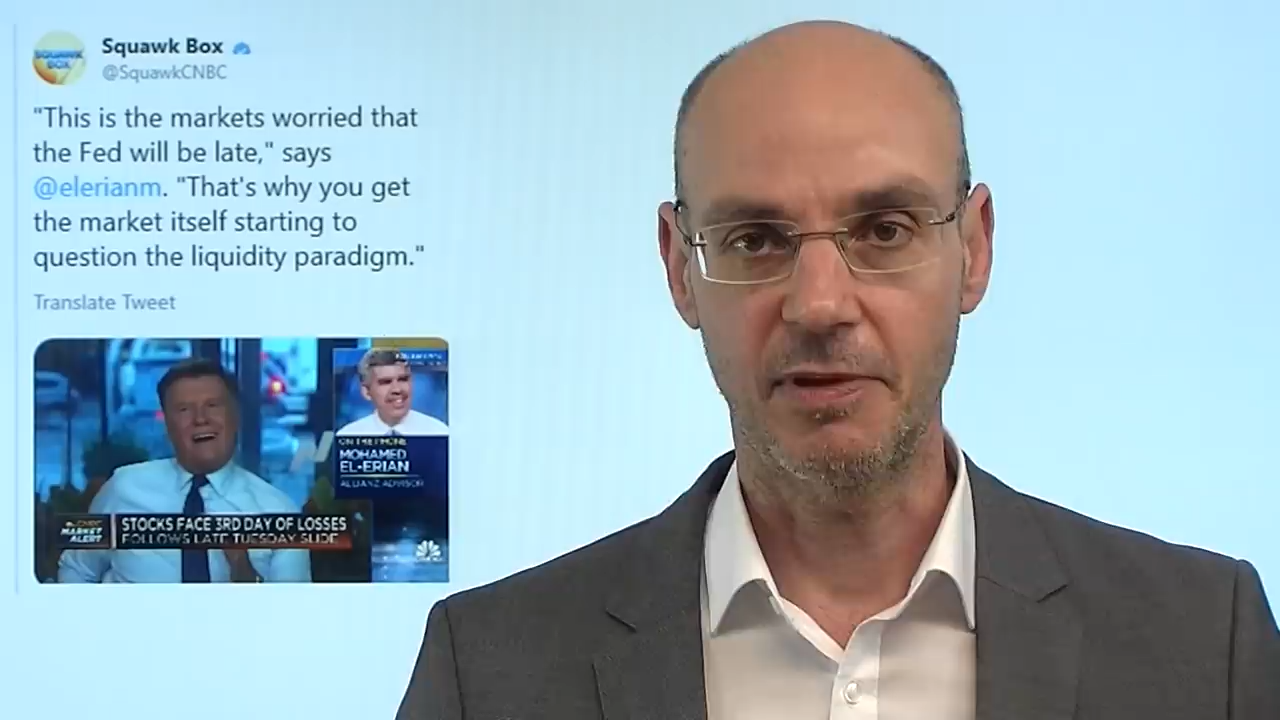 Squawk Box
@SquawkCNBC
"This is the markets worried that
the Fed will be late," says
@elerianm. "That's why you get
the market itself starting to
question the liquidity paradigm."
Translate Tweet
ON THE PHONE
MOHAMED
EL-ERIAN
ALLIANZ ADVISOR
CNBC
MARKET
ALERT
STOCKS FACE 3RD DAY OF LOSSES
FOLLOWS LATE TUESDAY SLIDE